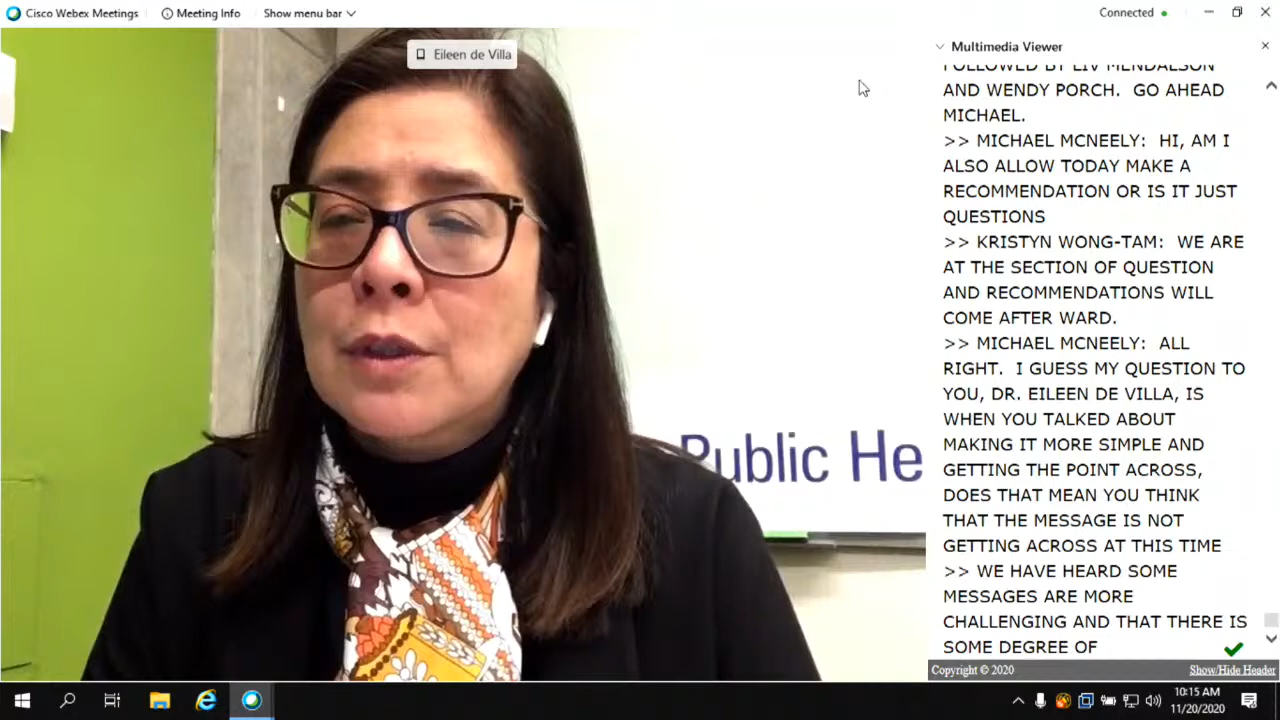 Cisco Webex Meetings
Meeting Info
Show menu bar
Connected
Eileen de Villa
Public He
Multimedia Viewer
FOLLOWED BY LIV MENDALSON
AND WENDY PORCH. GO AHEAD
MICHAEL.
>> MICHAEL MCNEELY: HI, AM I
ALSO ALLOW TODAY MAKE A
RECOMMENDATION OR IS IT JUST
QUESTIONS
>> KRISTYN WONG-TAM: WE ARE
AT THE SECTION OF QUESTION
AND RECOMMENDATIONS WILL
COME AFTER WARD.
>> MICHAEL MCNEELY: ALL
RIGHT. I GUESS MY QUESTION TO
YOU, DR. EILEEN DE VILLA, IS
WHEN YOU TALKED ABOUT
MAKING IT MORE SIMPLE AND
GETTING THE POINT ACROSS,
DOES THAT MEAN YOU THINK
THAT THE MESSAGE IS NOT
GETTING ACROSS AT THIS TIME
>> WE HAVE HEARD SOME
MESSAGES ARE MORE
CHALLENGING AND THAT THERE IS
SOME DEGREE OF
Copyright © 2020
Show/Hide Header
10:15 AM
11/20/2020